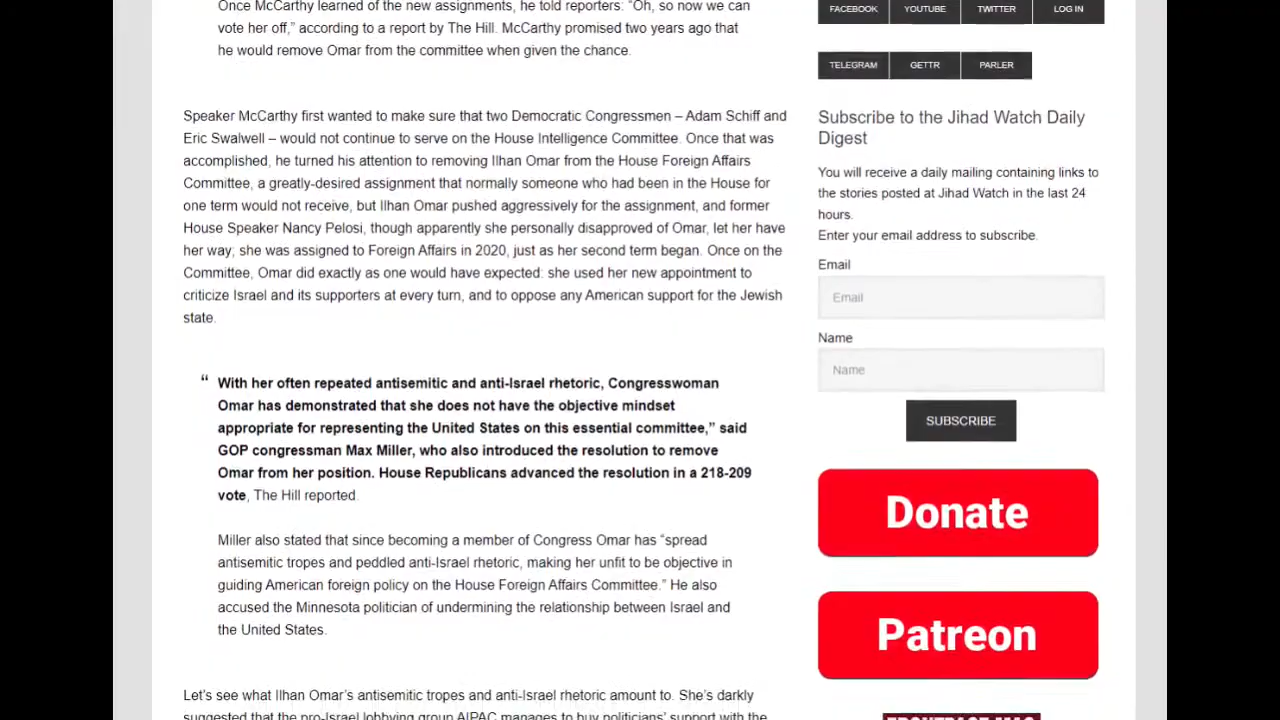 Once McCarthy learned of the new assignments, he told reporters: “Oh, so now we can
vote her off,” according to a report by The Hill. McCarthy promised two years ago that
he would remove Omar from the committee when given the chance.
Speaker McCarthy first wanted to make sure that two Democratic Congressmen – Adam Schiff and
Eric Swalwell – would not continue to serve on the House Intelligence Committee. Once that was
accomplished, he turned his attention to removing Ilhan Omar from the House Foreign Affairs
Committee, a greatly-desired assignment that normally someone who had been in the House for
one term would not receive, but Ilhan Omar pushed aggressively for the assignment, and former
House Speaker Nancy Pelosi, though apparently she personally disapproved of Omar, let her have
her way; she was assigned to Foreign Affairs in 2020, just as her second term began. Once on the
Committee, Omar did exactly as one would have expected: she used her new appointment to
criticize Israel and its supporters at every turn, and to oppose any American support for the Jewish
state.
“ With her often repeated antisemitic and anti-Israel rhetoric, Congresswoman
Omar has demonstrated that she does not have the objective mindset
appropriate for representing the United States on this essential committee,” said
GOP congressman Max Miller, who also introduced the resolution to remove
Omar from her position. House Republicans advanced the resolution in a 218-209
vote, The Hill reported.
Miller also stated that since becoming a member of Congress Omar has “spread
antisemitic tropes and peddled anti-Israel rhetoric, making her unfit to be objective in
guiding American foreign policy on the House Foreign Affairs Committee.” He also
accused the Minnesota politician of undermining the relationship between Israel and
the United States.
Let’s see what Ilhan Omar’s antisemitic tropes and anti-Israel rhetoric amount to. She’s darkly
suggested that the pro-Israel lobbying group AIPAC manages to buy politicians’ support with the
FACEBOOK YOUTUBE TWITTER LOG IN
TELEGRAM GETTR PARLER
Subscribe to the Jihad Watch Daily
Digest
You will receive a daily mailing containing links to
the stories posted at Jihad Watch in the last 24
hours.
Enter your email address to subscribe.
Email
Email
Name
Name
SUBSCRIBE
Donate
Patreon
FRONTPAGE MAG